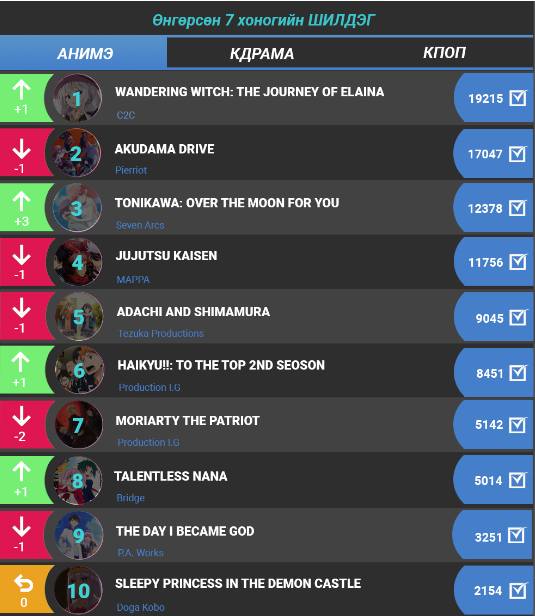 Өнгөрсөн 7 хоногийн ШИЛДЭГ
АНИМЭ КДРАМА КПОП
+1 1 WANDERING WITCH: THE JOURNEY OF ELAINA 19215
C2C
-1 2 AKUDAMA DRIVE 17047
Pierriot
+3 3 TONIKAWA: OVER THE MOON FOR YOU 12378
Seven Arcs
-1 4 JUJUTSU KAISEN 11756
MAPPA
-1 5 ADACHI AND SHIMAMURA 9045
Tezuka Productions
+1 6 HAIKYU!!: TO THE TOP 2ND SEOSON 8451
Production I.G
-2 7 MORIARTY THE PATRIOT 5142
Production I.G
+1 8 TALENTLESS NANA 5014
Bridge
-1 9 THE DAY I BECAME GOD 3251
P.A. Works
0 10 SLEEPY PRINCESS IN THE DEMON CASTLE 2154
Doga Kobo